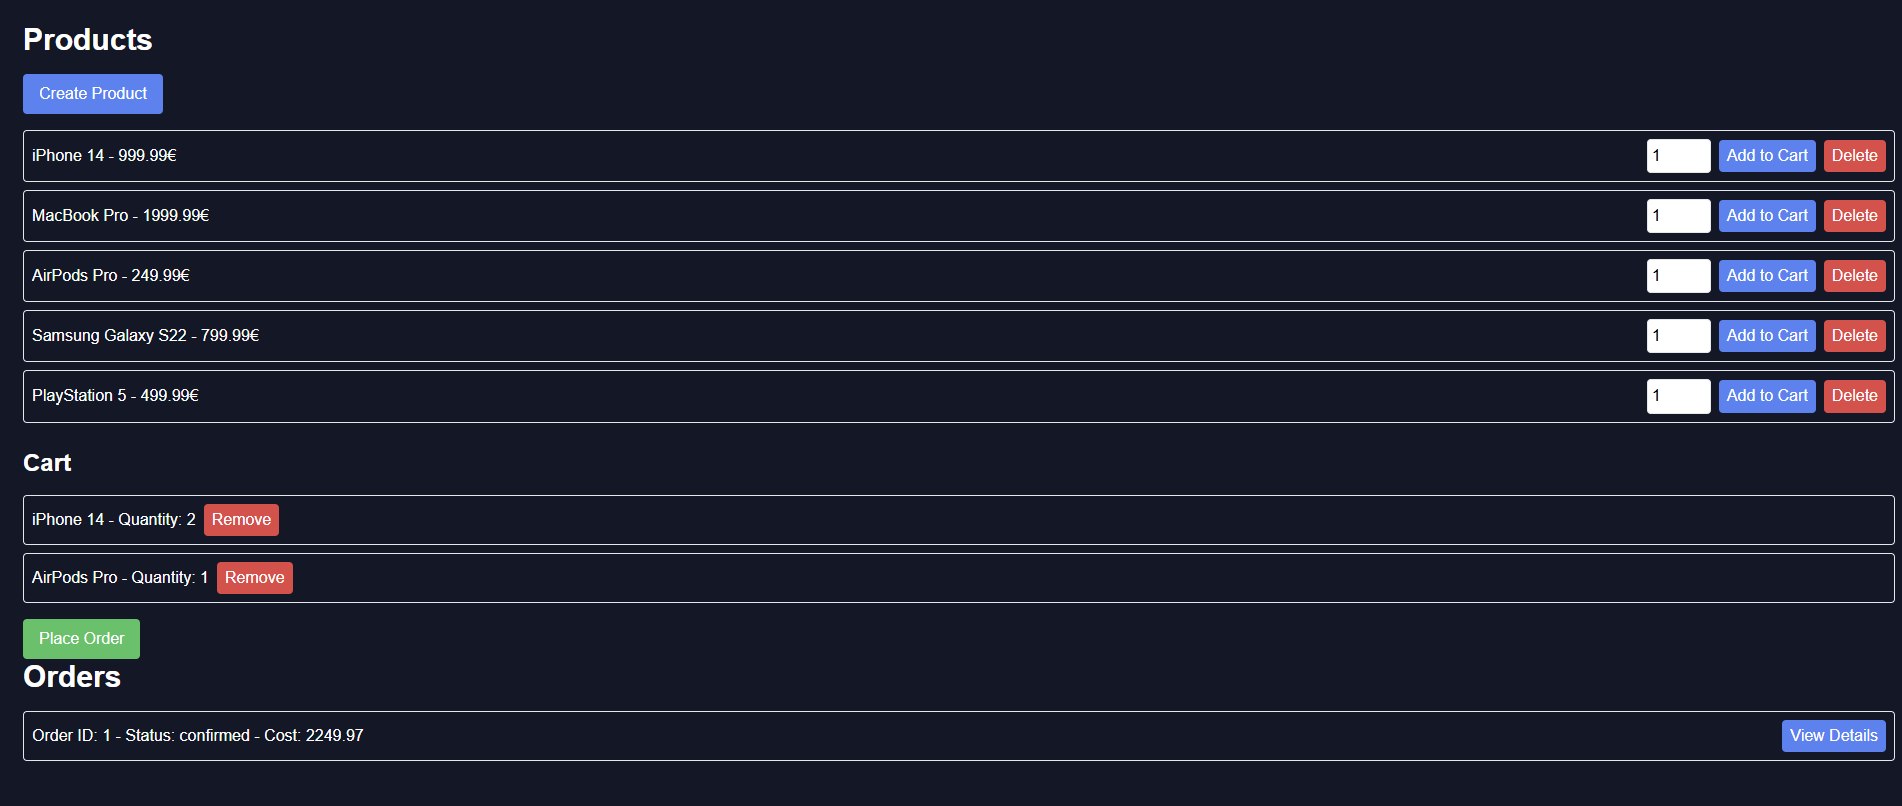 Products
Create Product
iPhone 14 - 999.99€ 1 Add to Cart Delete
MacBook Pro - 1999.99€ 1 Add to Cart Delete
AirPods Pro - 249.99€ 1 Add to Cart Delete
Samsung Galaxy S22 - 799.99€ 1 Add to Cart Delete
PlayStation 5 - 499.99€ 1 Add to Cart Delete
Cart
iPhone 14 - Quantity: 2 Remove
AirPods Pro - Quantity: 1 Remove
Place Order
Orders
Order ID: 1 - Status: confirmed - Cost: 2249.97 View Details